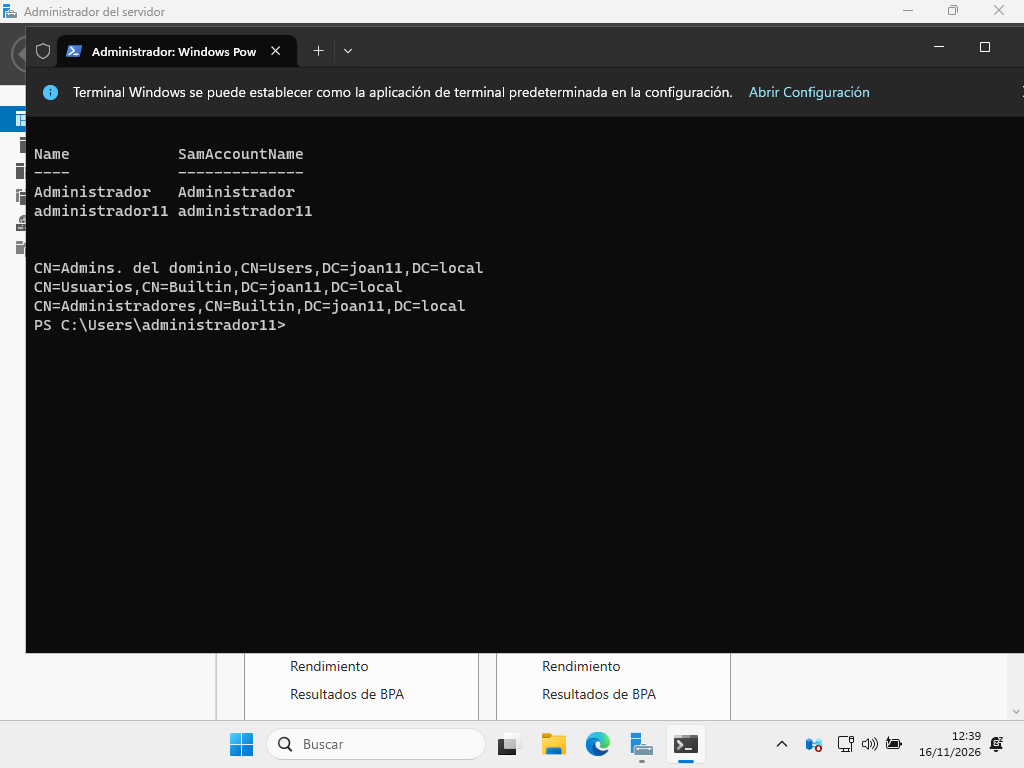 Administrador del servidor
Administrador: Windows Pow
Terminal Windows se puede establecer como la aplicación de terminal predeterminada en la configuración. Abrir Configuración
Name SamAccountName
---- --------------
Administrador Administrador
administrador11 administrador11
CN=Admins. del dominio,CN=Users,DC=joan11,DC=local
CN=Usuarios,CN=Builtin,DC=joan11,DC=local
CN=Administradores,CN=Builtin,DC=joan11,DC=local
PS C:\Users\administrador11>
Rendimiento Rendimiento
Resultados de BPA Resultados de BPA
Buscar
12:39
16/11/2026